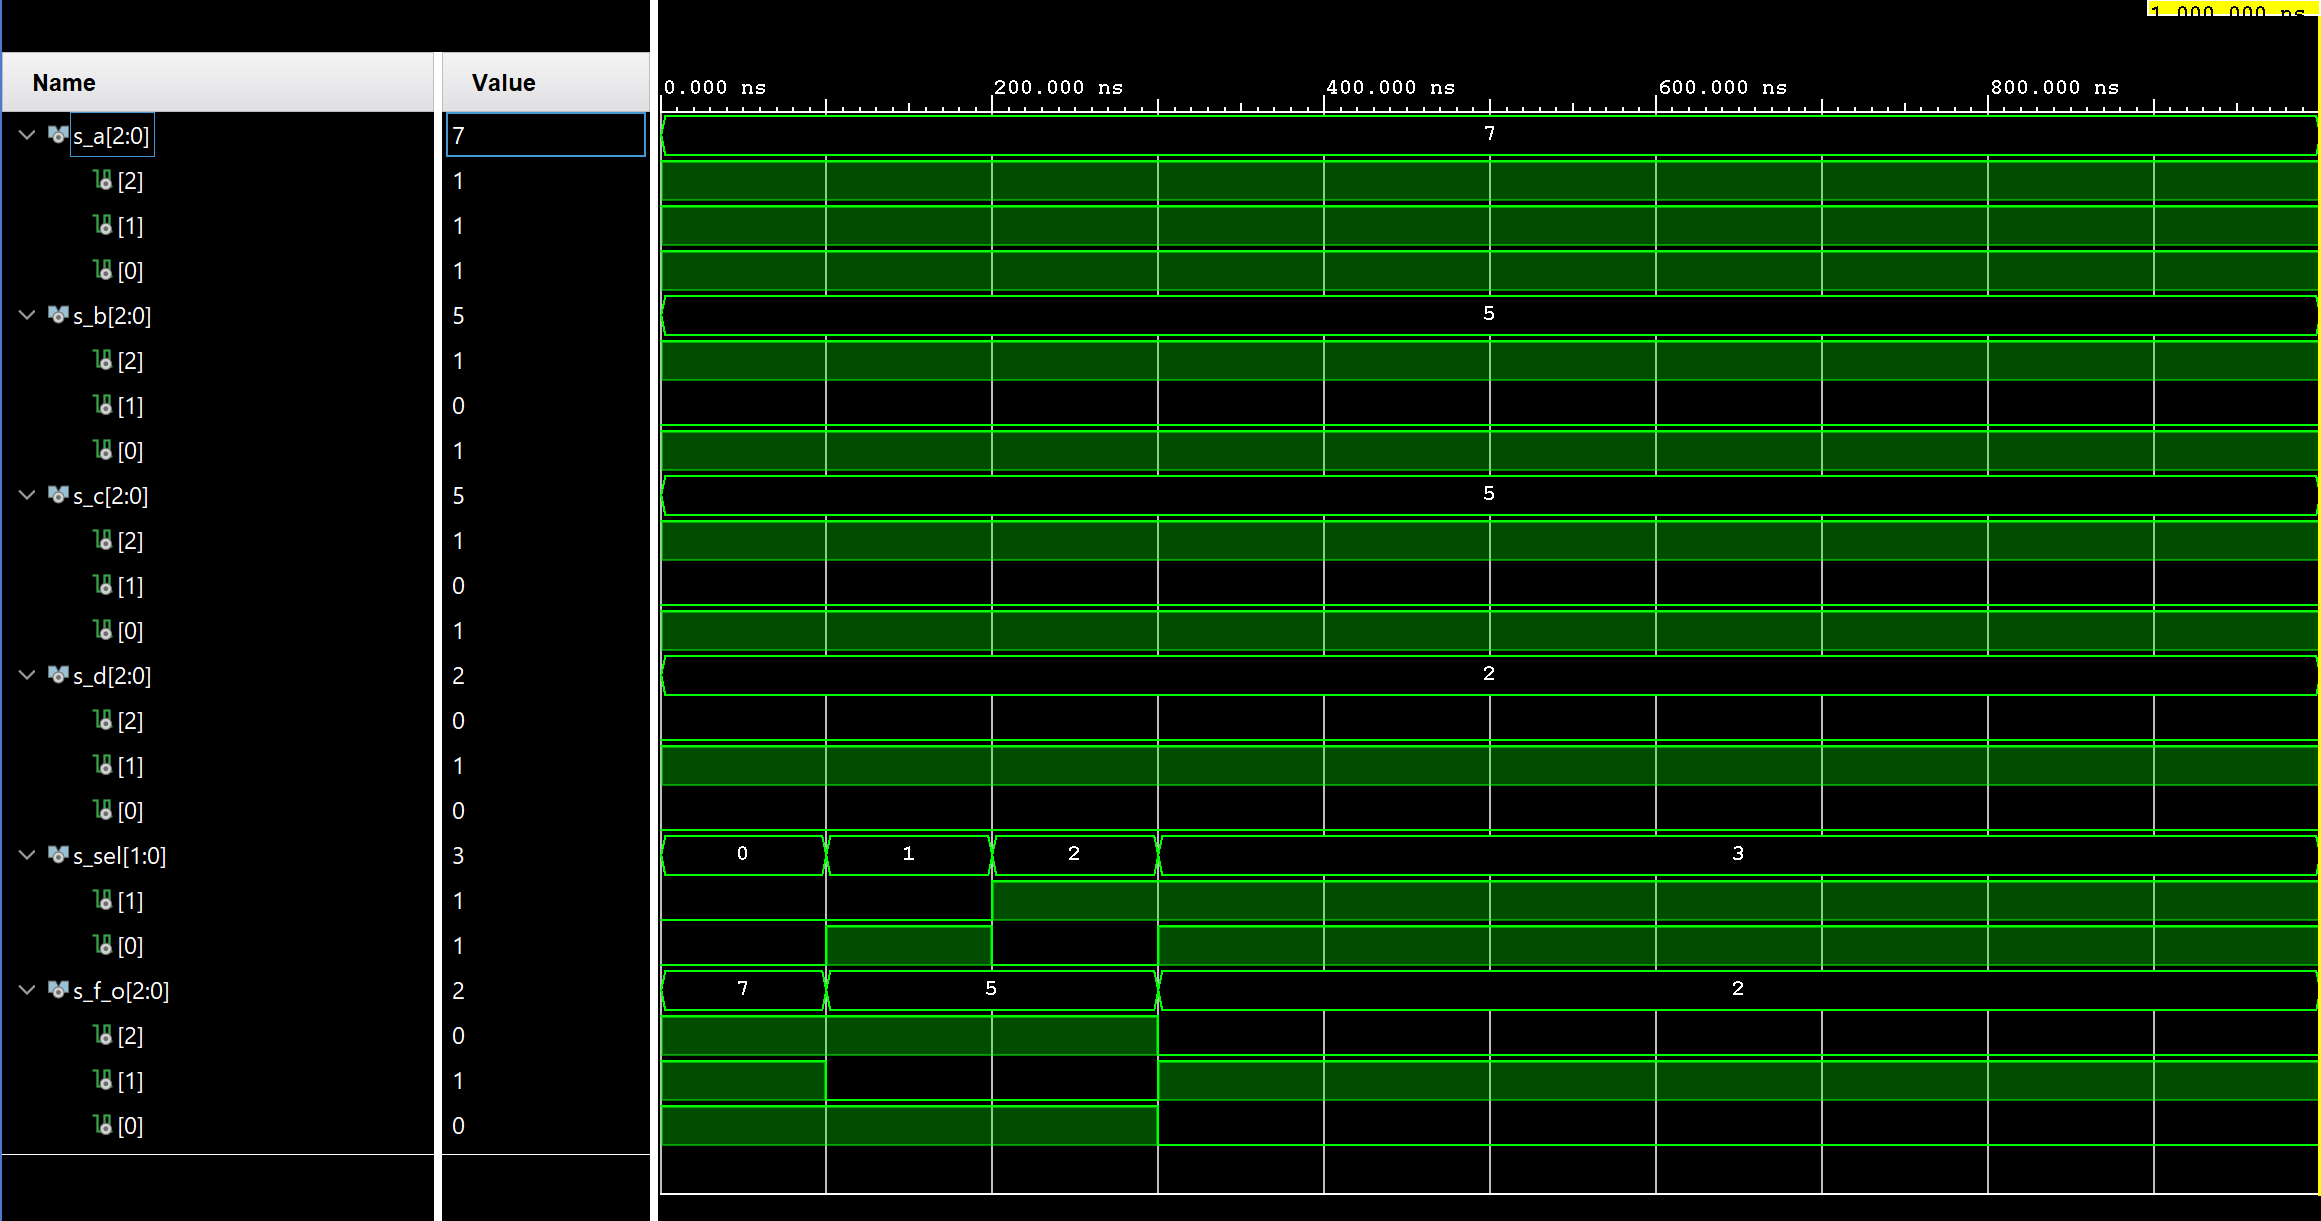 1,000.000 ns
Name Value
0.000 ns 200.000 ns 400.000 ns 600.000 ns 800.000 ns
s_a[2:0] 7 7
[2] 1
[1] 1
[0] 1
s_b[2:0] 5 5
[2] 1
[1] 0
[0] 1
s_c[2:0] 5 5
[2] 1
[1] 0
[0] 1
s_d[2:0] 2 2
[2] 0
[1] 1
[0] 0
s_sel[1:0] 3 0 1 2 3
[1] 1
[0] 1
s_f_o[2:0] 2 7 5 2
[2] 0
[1] 1
[0] 0